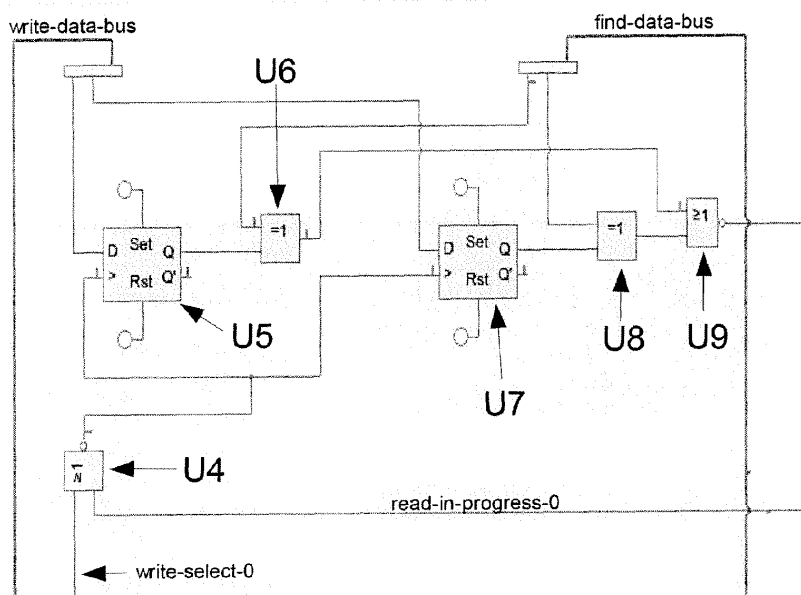 write-data-bus
find-data-bus
U6
Set
D Q
=1
> Q'
Rst
U5
Set
D Q
=1
≥1
> Q'
Rst
U8
U9
U7
U4
≥1
read-in-progress-0
write-select-0